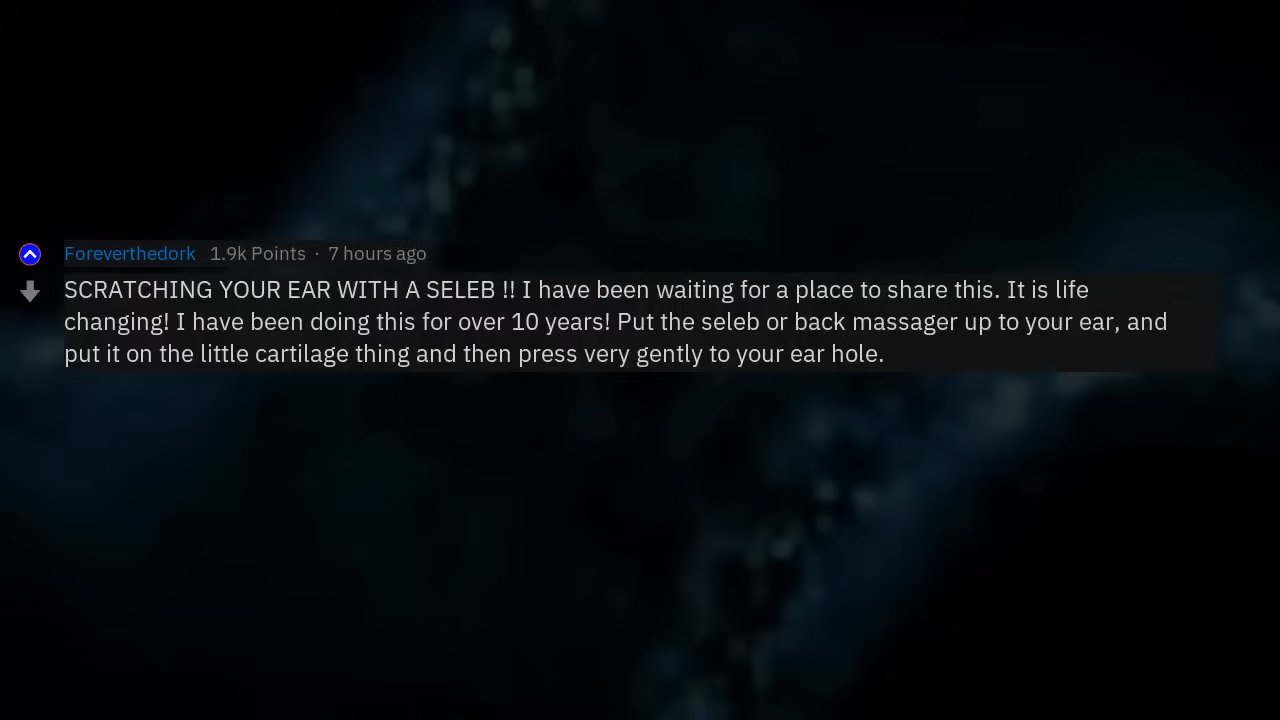 Foreverthedork 1.9k Points · 7 hours ago
SCRATCHING YOUR EAR WITH A SELEB !! I have been waiting for a place to share this. It is life
changing! I have been doing this for over 10 years! Put the seleb or back massager up to your ear, and
put it on the little cartilage thing and then press very gently to your ear hole.